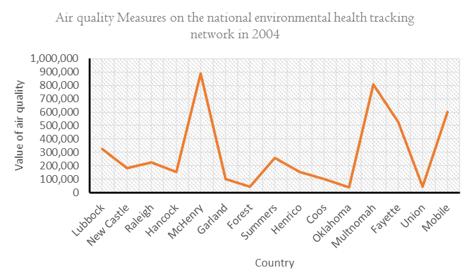 Air quality Measures on the national environmental health tracking
network in 2004
Value of air quality
1,000,000
900,000
800,000
700,000
600,000
500,000
400,000
300,000
200,000
100,000
0
Lubbock
New Castle
Raleigh
Hancock
McHenry
Garland
Forest
Summers
Henrico
Coos
Oklahoma
Multnomah
Fayette
Union
Mobile
Country